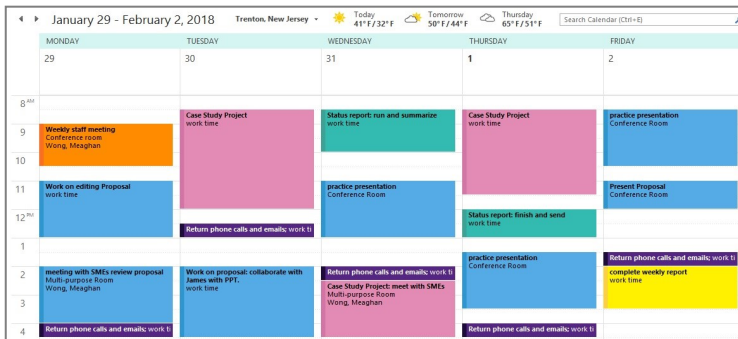 January 29 - February 2, 2018
Trenton, New Jersey
Today
41°F/32°F
Tomorrow
50°F/44°F
Thursday
65°F/51°F
Search Calendar (Ctrl+E)
MONDAY TUESDAY WEDNESDAY THURSDAY FRIDAY
29 30 31 1 2
8 AM
9
10
11
12 PM
1
2
3
4
Weekly staff meeting
Conference room
Wong, Meaghan
Work on editing Proposal
work time
meeting with SMEs review proposal
Multi-purpose Room
Wong, Meaghan
Return phone calls and emails; work ti
Case Study Project
work time
Return phone calls and emails; work ti
Work on proposal: collaborate with
James with PPT.
work time
Status report: run and summarize
work time
practice presentation
Conference Room
Return phone calls and emails; work ti
Case Study Project: meet with SMEs
Multi-purpose Room
Wong, Meaghan
Case Study Project
work time
Status report: finish and send
work time
practice presentation
Conference Room
Return phone calls and emails; work ti
practice presentation
Conference Room
Present Proposal
Conference Room
Return phone calls and emails; work ti
complete weekly report
work time